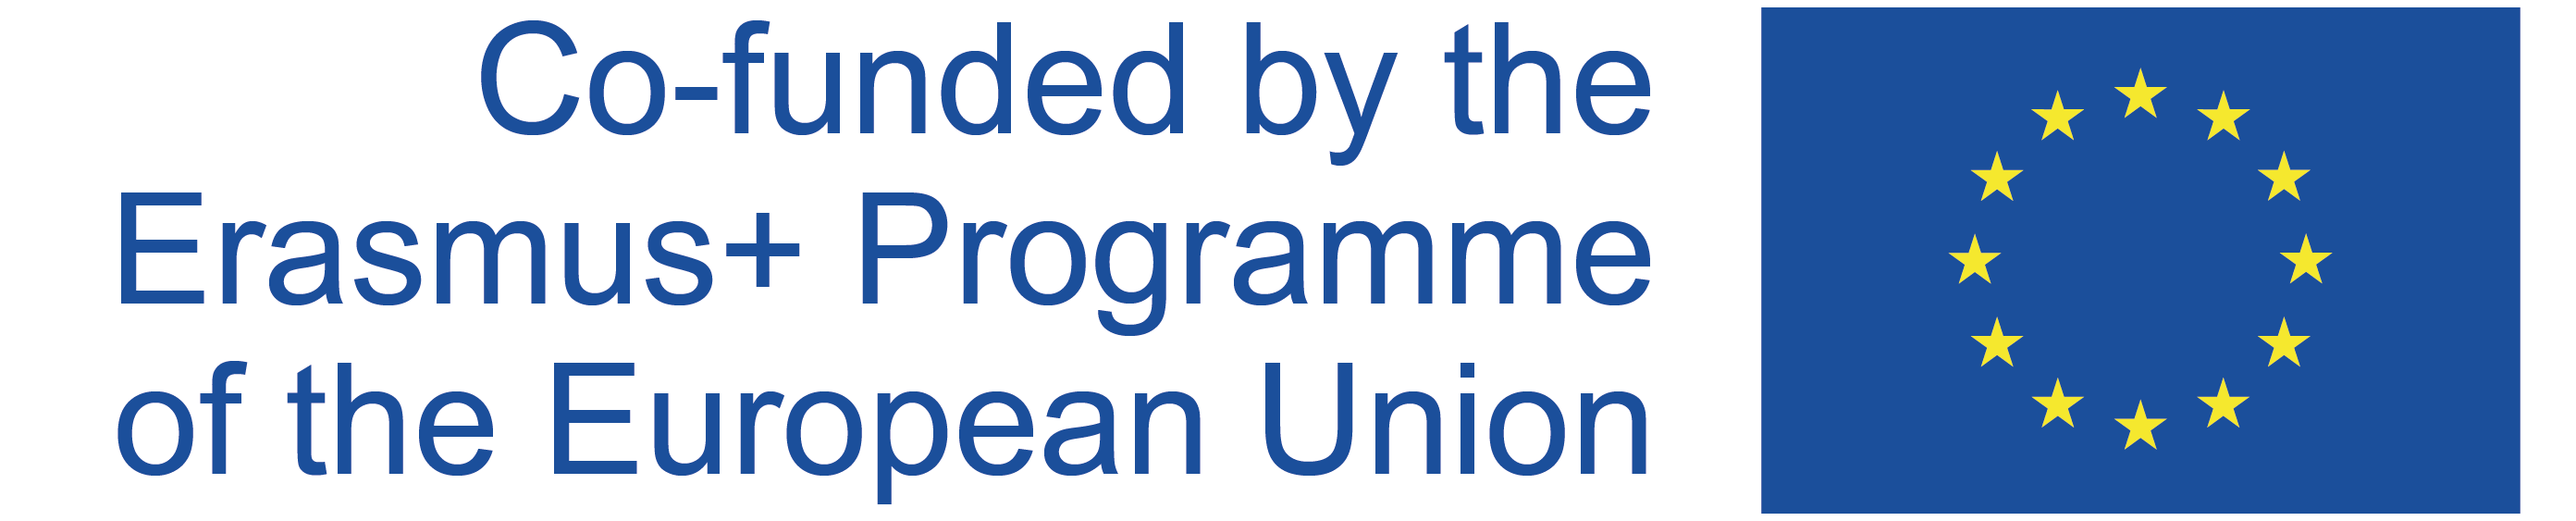 Co-funded by the
Erasmus+ Programme
of the European Union